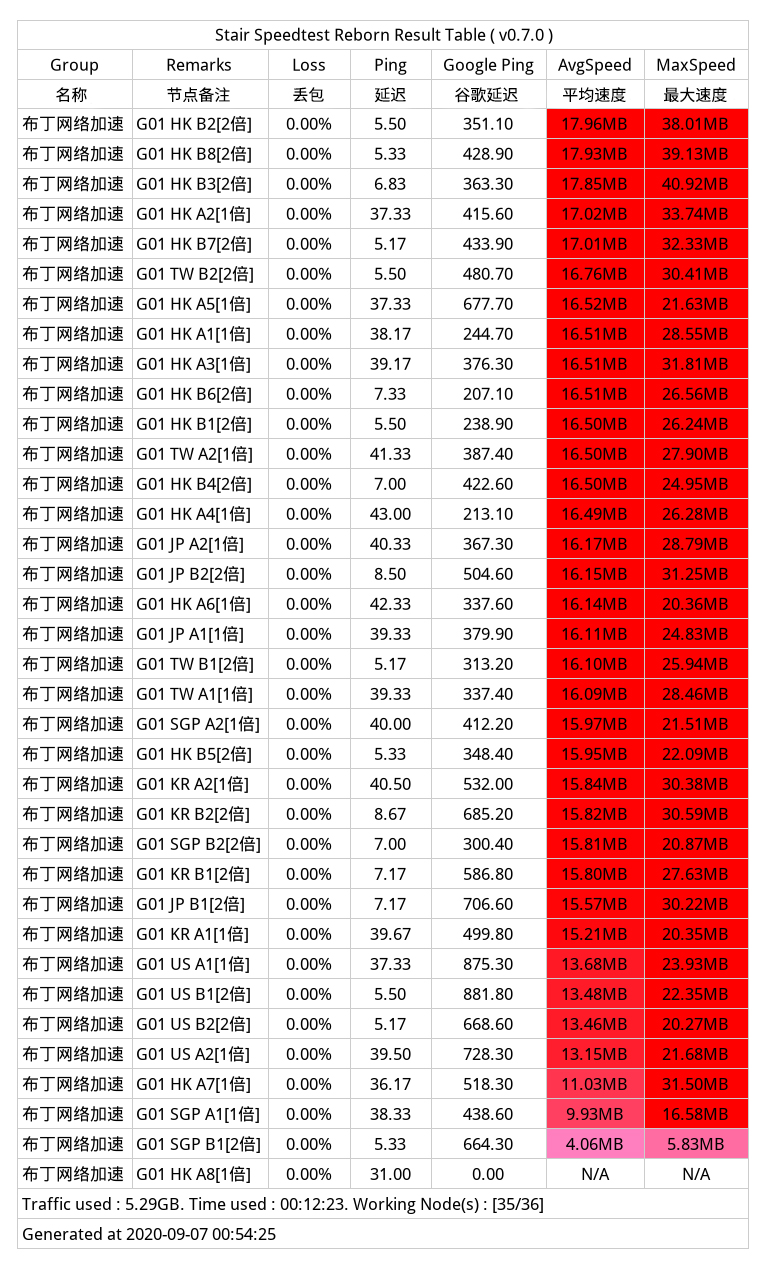 Stair Speedtest Reborn Result Table ( v0.7.0 )
Group Remarks Loss Ping Google Ping AvgSpeed MaxSpeed
名称 节点备注 丢包 延迟 谷歌延迟 平均速度 最大速度
布丁网络加速 G01 HK B2[2倍] 0.00% 5.50 351.10 17.96MB 38.01MB
布丁网络加速 G01 HK B8[2倍] 0.00% 5.33 428.90 17.93MB 39.13MB
布丁网络加速 G01 HK B3[2倍] 0.00% 6.83 363.30 17.85MB 40.92MB
布丁网络加速 G01 HK A2[1倍] 0.00% 37.33 415.60 17.02MB 33.74MB
布丁网络加速 G01 HK B7[2倍] 0.00% 5.17 433.90 17.01MB 32.33MB
布丁网络加速 G01 TW B2[2倍] 0.00% 5.50 480.70 16.76MB 30.41MB
布丁网络加速 G01 HK A5[1倍] 0.00% 37.33 677.70 16.52MB 21.63MB
布丁网络加速 G01 HK A1[1倍] 0.00% 38.17 244.70 16.51MB 28.55MB
布丁网络加速 G01 HK A3[1倍] 0.00% 39.17 376.30 16.51MB 31.81MB
布丁网络加速 G01 HK B6[2倍] 0.00% 7.33 207.10 16.51MB 26.56MB
布丁网络加速 G01 HK B1[2倍] 0.00% 5.50 238.90 16.50MB 26.24MB
布丁网络加速 G01 TW A2[1倍] 0.00% 41.33 387.40 16.50MB 27.90MB
布丁网络加速 G01 HK B4[2倍] 0.00% 7.00 422.60 16.50MB 24.95MB
布丁网络加速 G01 HK A4[1倍] 0.00% 43.00 213.10 16.49MB 26.28MB
布丁网络加速 G01 JP A2[1倍] 0.00% 40.33 367.30 16.17MB 28.79MB
布丁网络加速 G01 JP B2[2倍] 0.00% 8.50 504.60 16.15MB 31.25MB
布丁网络加速 G01 HK A6[1倍] 0.00% 42.33 337.60 16.14MB 20.36MB
布丁网络加速 G01 JP A1[1倍] 0.00% 39.33 379.90 16.11MB 24.83MB
布丁网络加速 G01 TW B1[2倍] 0.00% 5.17 313.20 16.10MB 25.94MB
布丁网络加速 G01 TW A1[1倍] 0.00% 39.33 337.40 16.09MB 28.46MB
布丁网络加速 G01 SGP A2[1倍] 0.00% 40.00 412.20 15.97MB 21.51MB
布丁网络加速 G01 HK B5[2倍] 0.00% 5.33 348.40 15.95MB 22.09MB
布丁网络加速 G01 KR A2[1倍] 0.00% 40.50 532.00 15.84MB 30.38MB
布丁网络加速 G01 KR B2[2倍] 0.00% 8.67 685.20 15.82MB 30.59MB
布丁网络加速 G01 SGP B2[2倍] 0.00% 7.00 300.40 15.81MB 20.87MB
布丁网络加速 G01 KR B1[2倍] 0.00% 7.17 586.80 15.80MB 27.63MB
布丁网络加速 G01 JP B1[2倍] 0.00% 7.17 706.60 15.57MB 30.22MB
布丁网络加速 G01 KR A1[1倍] 0.00% 39.67 499.80 15.21MB 20.35MB
布丁网络加速 G01 US A1[1倍] 0.00% 37.33 875.30 13.68MB 23.93MB
布丁网络加速 G01 US B1[2倍] 0.00% 5.50 881.80 13.48MB 22.35MB
布丁网络加速 G01 US B2[2倍] 0.00% 5.17 668.60 13.46MB 20.27MB
布丁网络加速 G01 US A2[1倍] 0.00% 39.50 728.30 13.15MB 21.68MB
布丁网络加速 G01 HK A7[1倍] 0.00% 36.17 518.30 11.03MB 31.50MB
布丁网络加速 G01 SGP A1[1倍] 0.00% 38.33 438.60 9.93MB 16.58MB
布丁网络加速 G01 SGP B1[2倍] 0.00% 5.33 664.30 4.06MB 5.83MB
布丁网络加速 G01 HK A8[1倍] 0.00% 31.00 0.00 N/A N/A
Traffic used : 5.29GB. Time used : 00:12:23. Working Node(s) : [35/36]
Generated at 2020-09-07 00:54:25